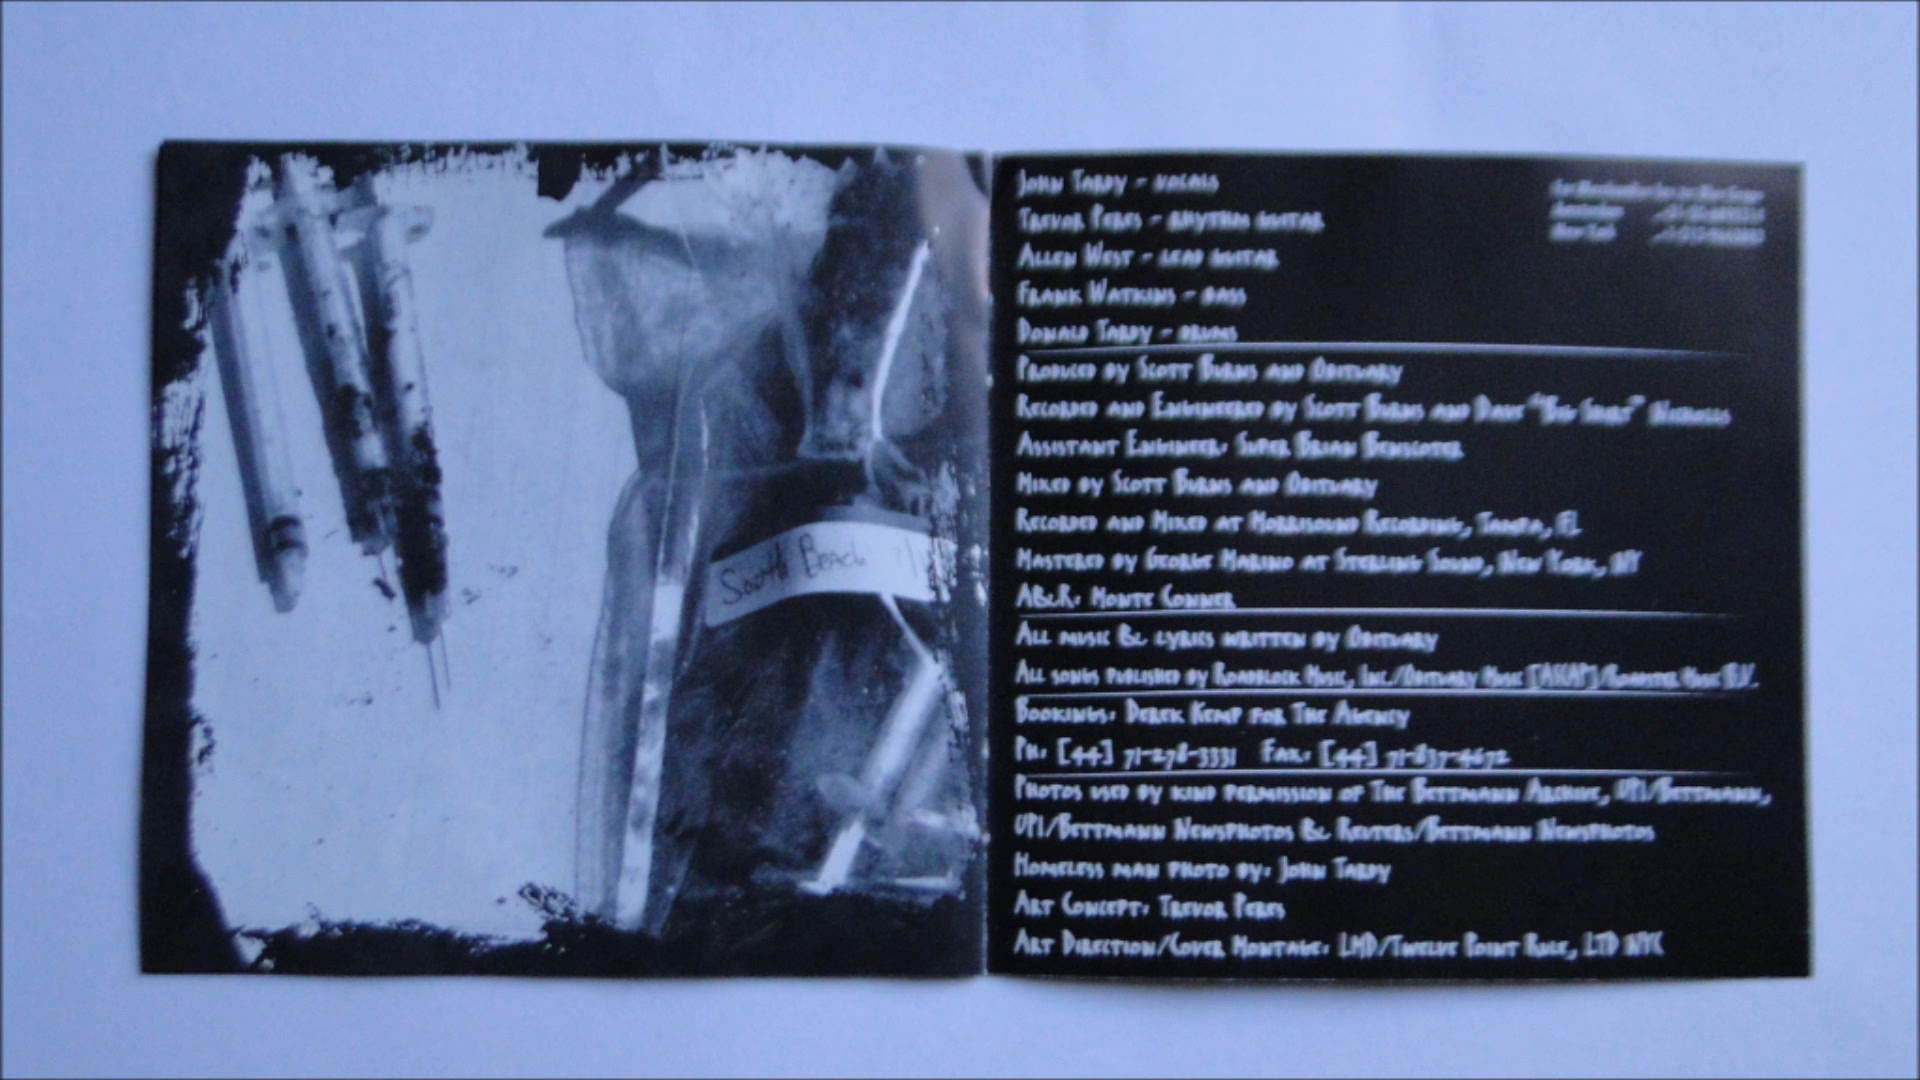 South Beach
John Tardy - vocals
Trevor Peres - rhythm guitar
Allen West - lead guitar
Frank Watkins - bass
Donald Tardy - drums
Produced by Scott Burns and Obituary
Recorded and Engineered by Scott Burns and Dave "Big Shirt" Nicholls
Assistant Engineer: Super Brian Benscoter
Mixed by Scott Burns and Obituary
Recorded and Mixed at Morrisound Recording, Tampa, FL
Mastered by George Marino at Sterling Sound, New York, NY
A&R: Monte Conner
All music & lyrics written by Obituary
All songs published by Roadblock Music, Inc./Obituary Music [ASCAP]/Roadster Music B.V.
Bookings: Derek Kemp for The Agency
Ph: [44] 71-278-3331 Fax: [44] 71-837-4672
Photos used by kind permission of The Bettmann Archive, UPI/Bettmann,
UPI/Bettmann Newsphotos & Reuters/Bettmann Newsphotos
Homeless man photo by: John Tardy
Art Concept: Trevor Peres
Art Direction/Cover Montage: LMD/Twelve Point Rule, LTD NYC